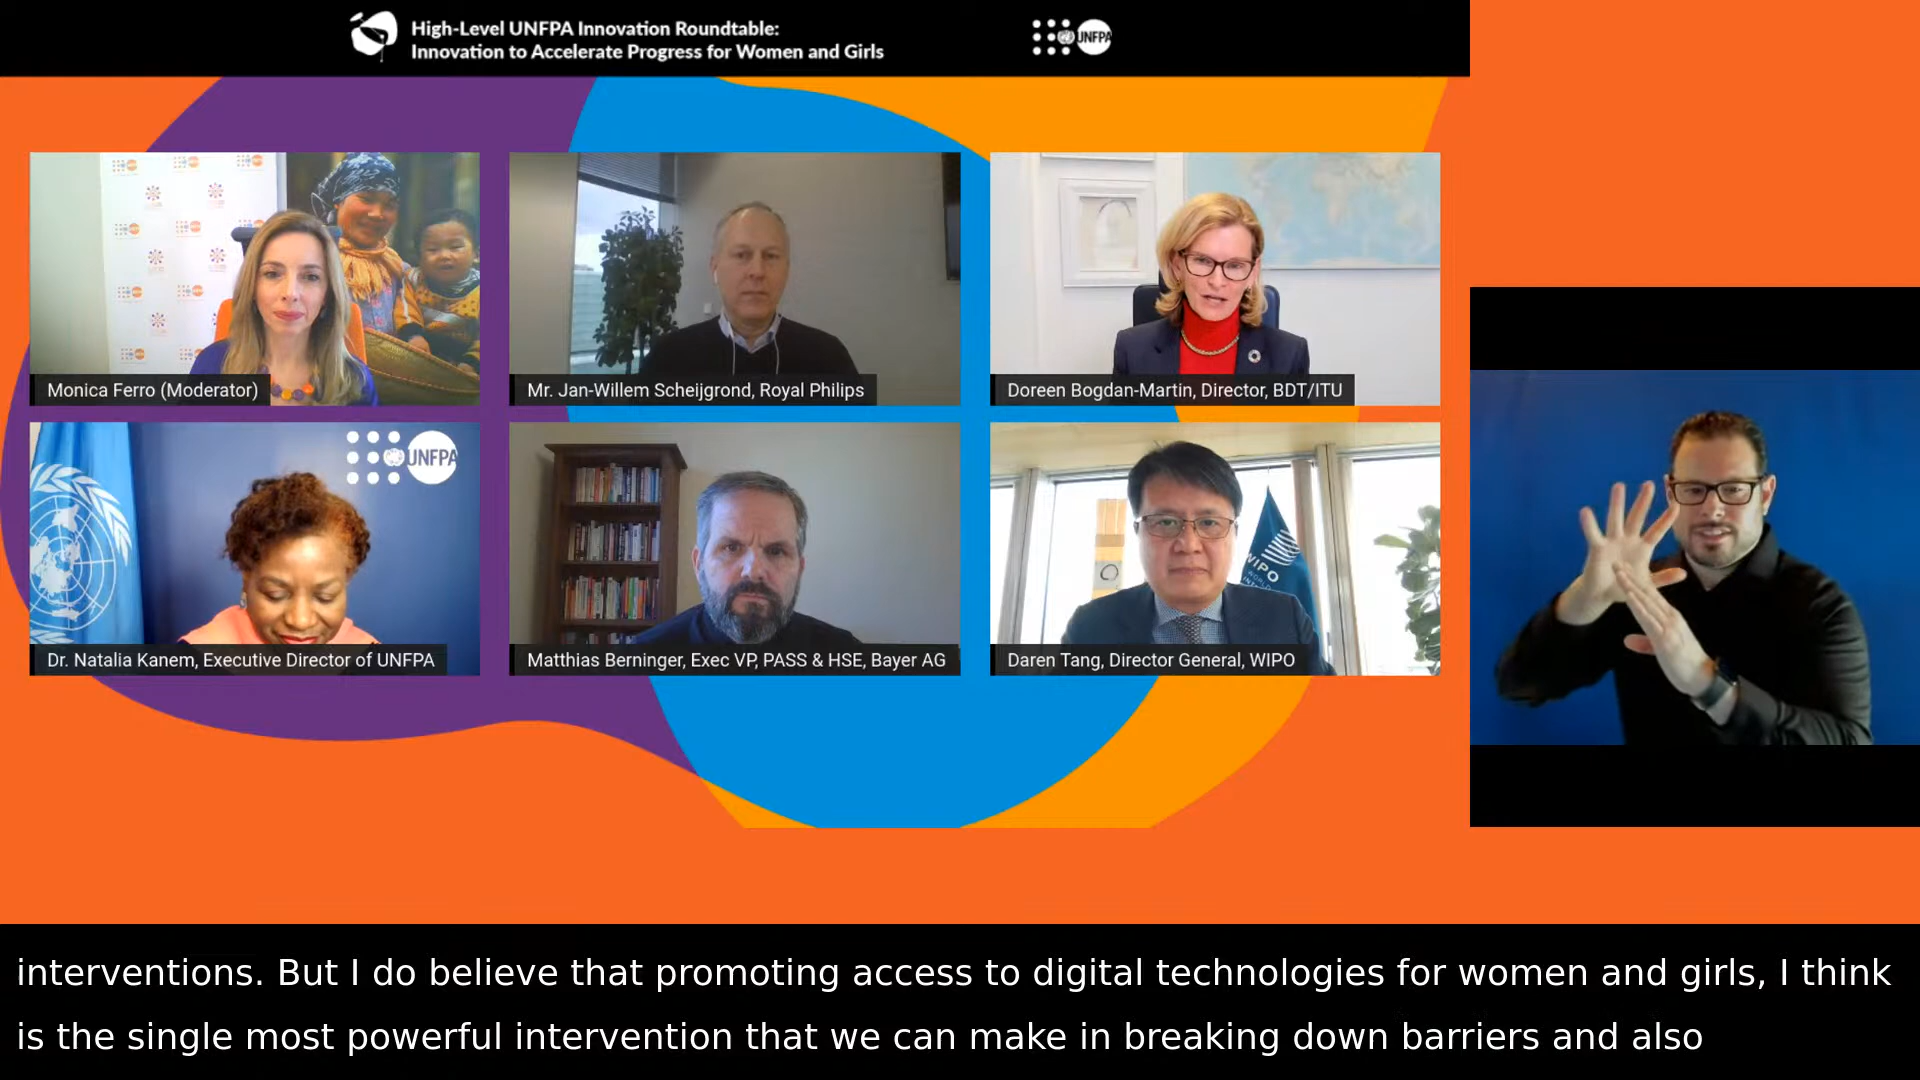 High-Level UNFPA Innovation Roundtable:
Innovation to Accelerate Progress for Women and Girls
UNFPA
Monica Ferro (Moderator)
Mr. Jan-Willem Scheijgrond, Royal Philips
Doreen Bogdan-Martin, Director, BDT/ITU
UNFPA
WIPO
Dr. Natalia Kanem, Executive Director of UNFPA
Matthias Berninger, Exec VP, PASS & HSE, Bayer AG
Daren Tang, Director General, WIPO
interventions. But I do believe that promoting access to digital technologies for women and girls, I think
is the single most powerful intervention that we can make in breaking down barriers and also